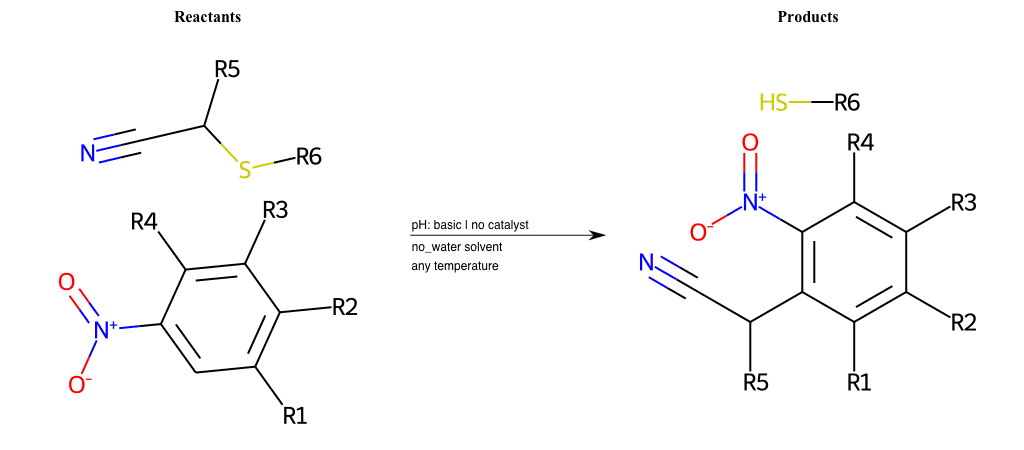 Reactants
Products
R5
N
S
R6
R4
R3
O
N+
O-
R2
R1
pH: basic | no catalyst
no_water solvent
any temperature
HS
R6
O
N+
O-
R4
R3
N
R2
R5
R1